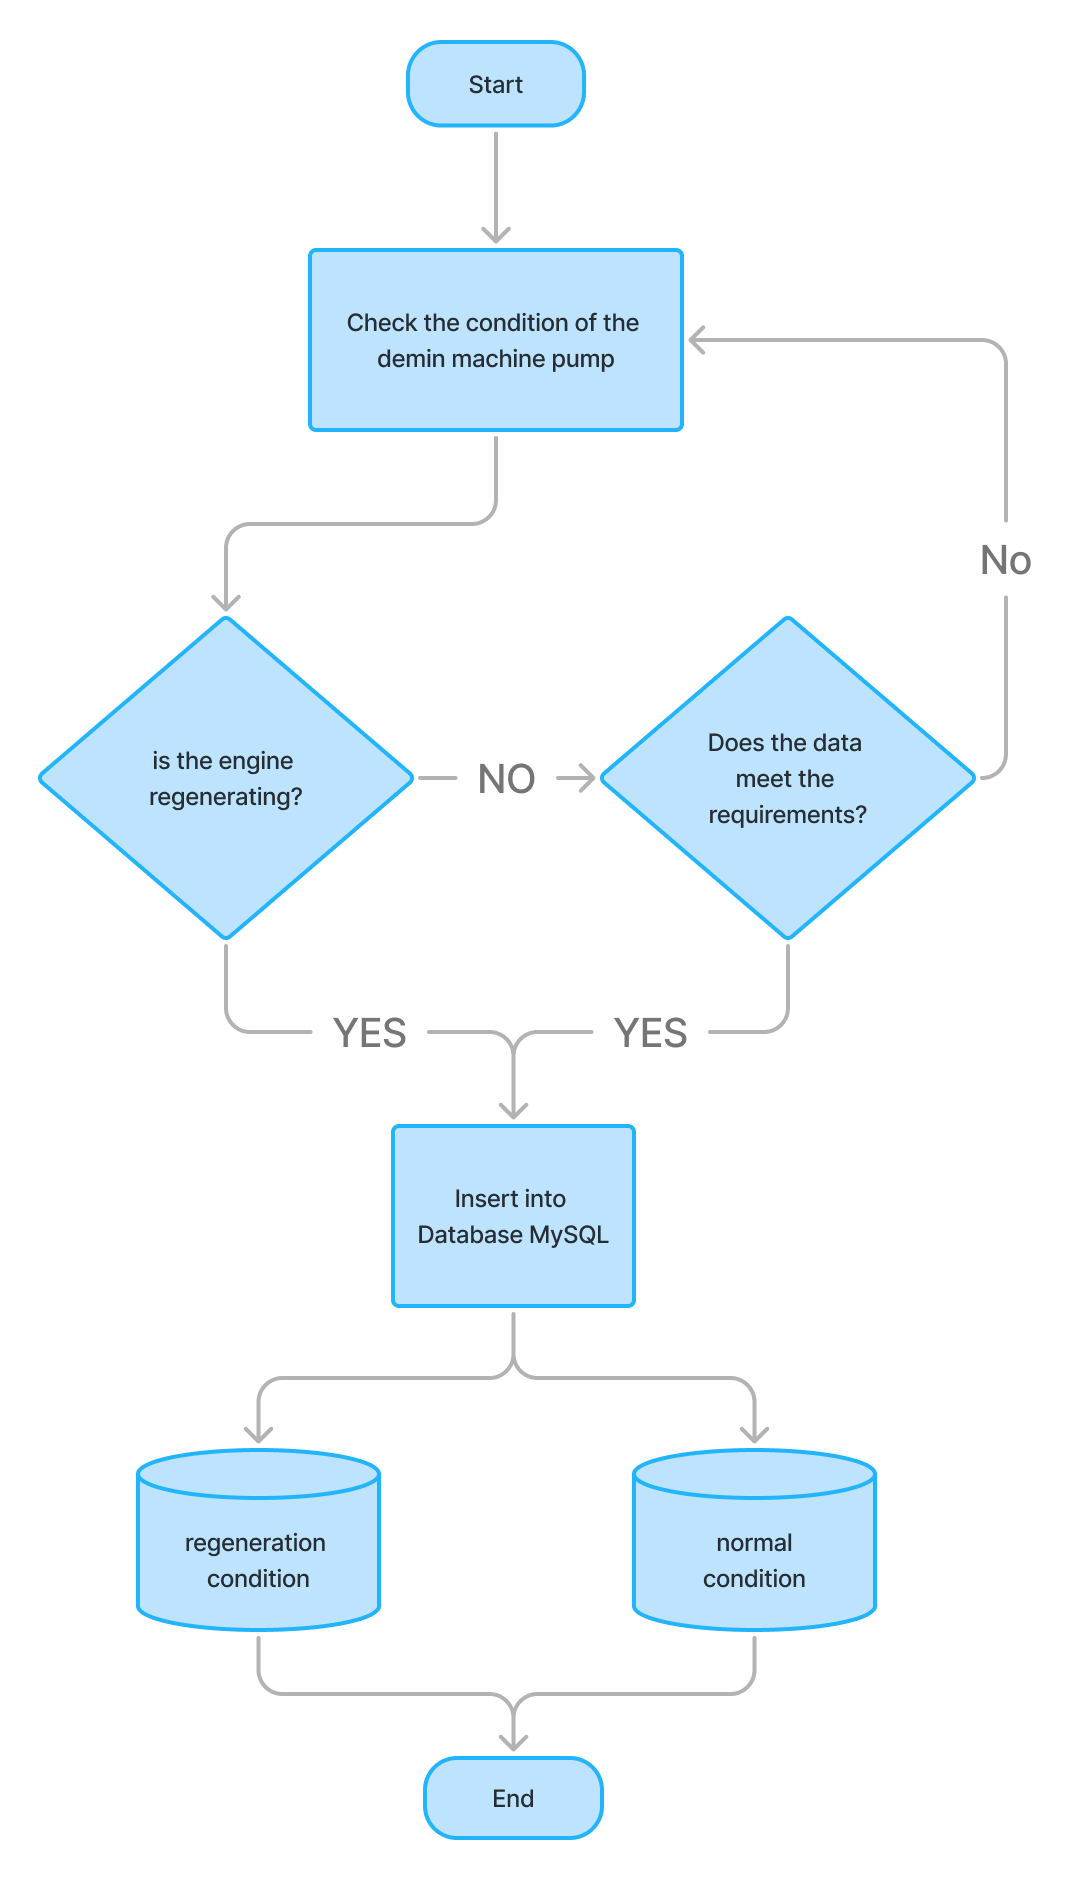 Start
Check the condition of the
demin machine pump
No
is the engine
regenerating?
NO
Does the data
meet the
requirements?
YES
YES
Insert into
Database MySQL
regeneration
condition
normal
condition
End